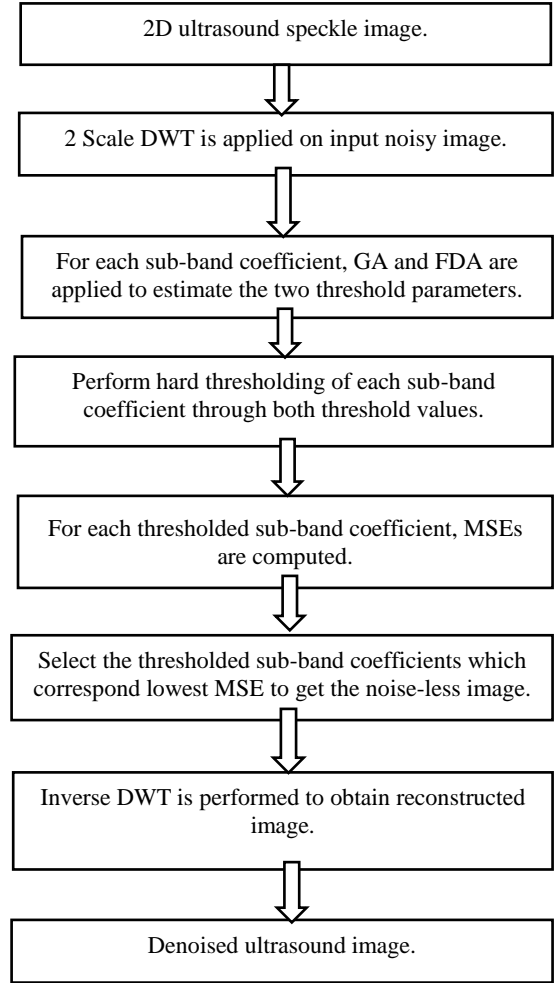 2D ultrasound speckle image.
2 Scale DWT is applied on input noisy image.
For each sub-band coefficient, GA and FDA are
applied to estimate the two threshold parameters.
Perform hard thresholding of each sub-band
coefficient through both threshold values.
For each thresholded sub-band coefficient, MSEs
are computed.
Select the thresholded sub-band coefficients which
correspond lowest MSE to get the noise-less image.
Inverse DWT is performed to obtain reconstructed
image.
Denoised ultrasound image.